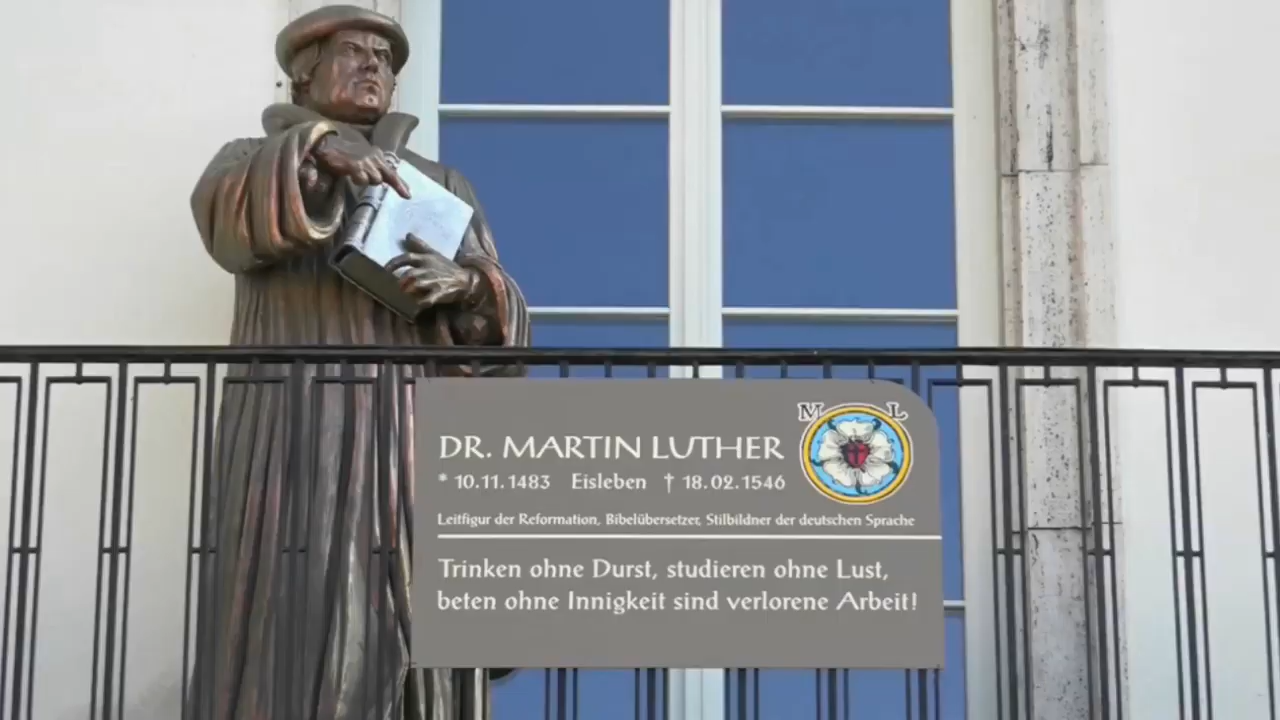 M L
DR. MARTIN LUTHER
* 10.11.1483 Eisleben † 18.02.1546
Leitfigur der Reformation, Bibelübersetzer, Stilbildner der deutschen Sprache
Trinken ohne Durst, studieren ohne Lust,
beten ohne Innigkeit sind verlorene Arbeit!